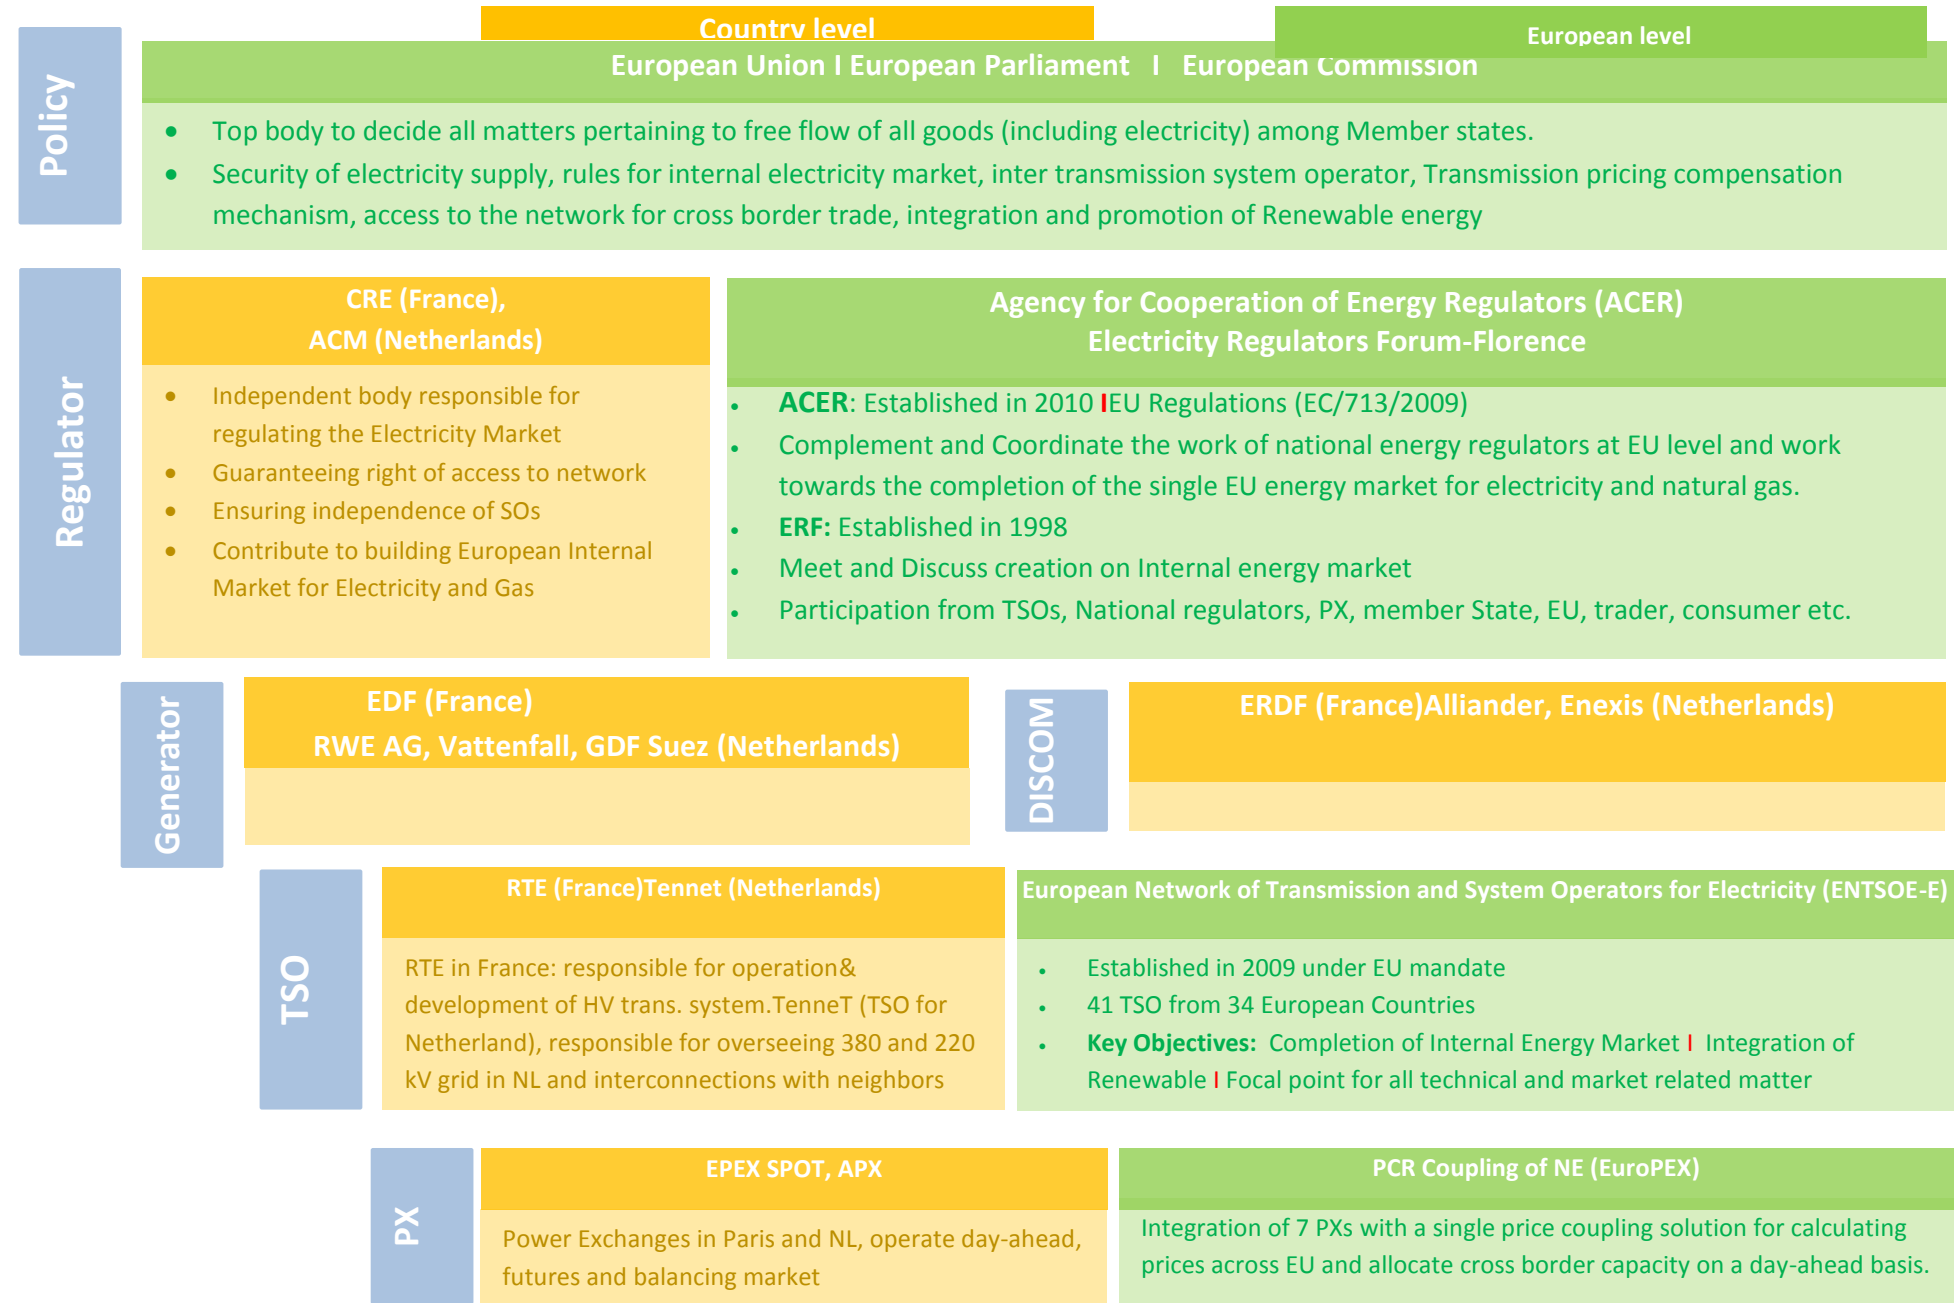 Country level
European level
Policy
European Union I European Parliament I European Commission
• Top body to decide all matters pertaining to free flow of all goods (including electricity) among Member states.
• Security of electricity supply, rules for internal electricity market, inter transmission system operator, Transmission pricing compensation
mechanism, access to the network for cross border trade, integration and promotion of Renewable energy
Regulator
CRE (France),
ACM (Netherlands)
• Independent body responsible for
regulating the Electricity Market
• Guaranteeing right of access to network
• Ensuring independence of SOs
• Contribute to building European Internal
Market for Electricity and Gas
Agency for Cooperation of Energy Regulators (ACER)
Electricity Regulators Forum-Florence
• ACER: Established in 2010 IEU Regulations (EC/713/2009)
• Complement and Coordinate the work of national energy regulators at EU level and work
towards the completion of the single EU energy market for electricity and natural gas.
• ERF: Established in 1998
• Meet and Discuss creation on Internal energy market
• Participation from TSOs, National regulators, PX, member State, EU, trader, consumer etc.
Generator
EDF (France)
RWE AG, Vattenfall, GDF Suez (Netherlands)
DISCOM
ERDF (France)Alliander, Enexis (Netherlands)
TSO
RTE (France)Tennet (Netherlands)
RTE in France: responsible for operation&
development of HV trans. system.TenneT (TSO for
Netherland), responsible for overseeing 380 and 220
kV grid in NL and interconnections with neighbors
European Network of Transmission and System Operators for Electricity (ENTSOE-E)
• Established in 2009 under EU mandate
• 41 TSO from 34 European Countries
• Key Objectives: Completion of Internal Energy Market I Integration of
Renewable I Focal point for all technical and market related matter
PX
EPEX SPOT, APX
Power Exchanges in Paris and NL, operate day-ahead,
futures and balancing market
PCR Coupling of NE (EuroPEX)
Integration of 7 PXs with a single price coupling solution for calculating
prices across EU and allocate cross border capacity on a day-ahead basis.